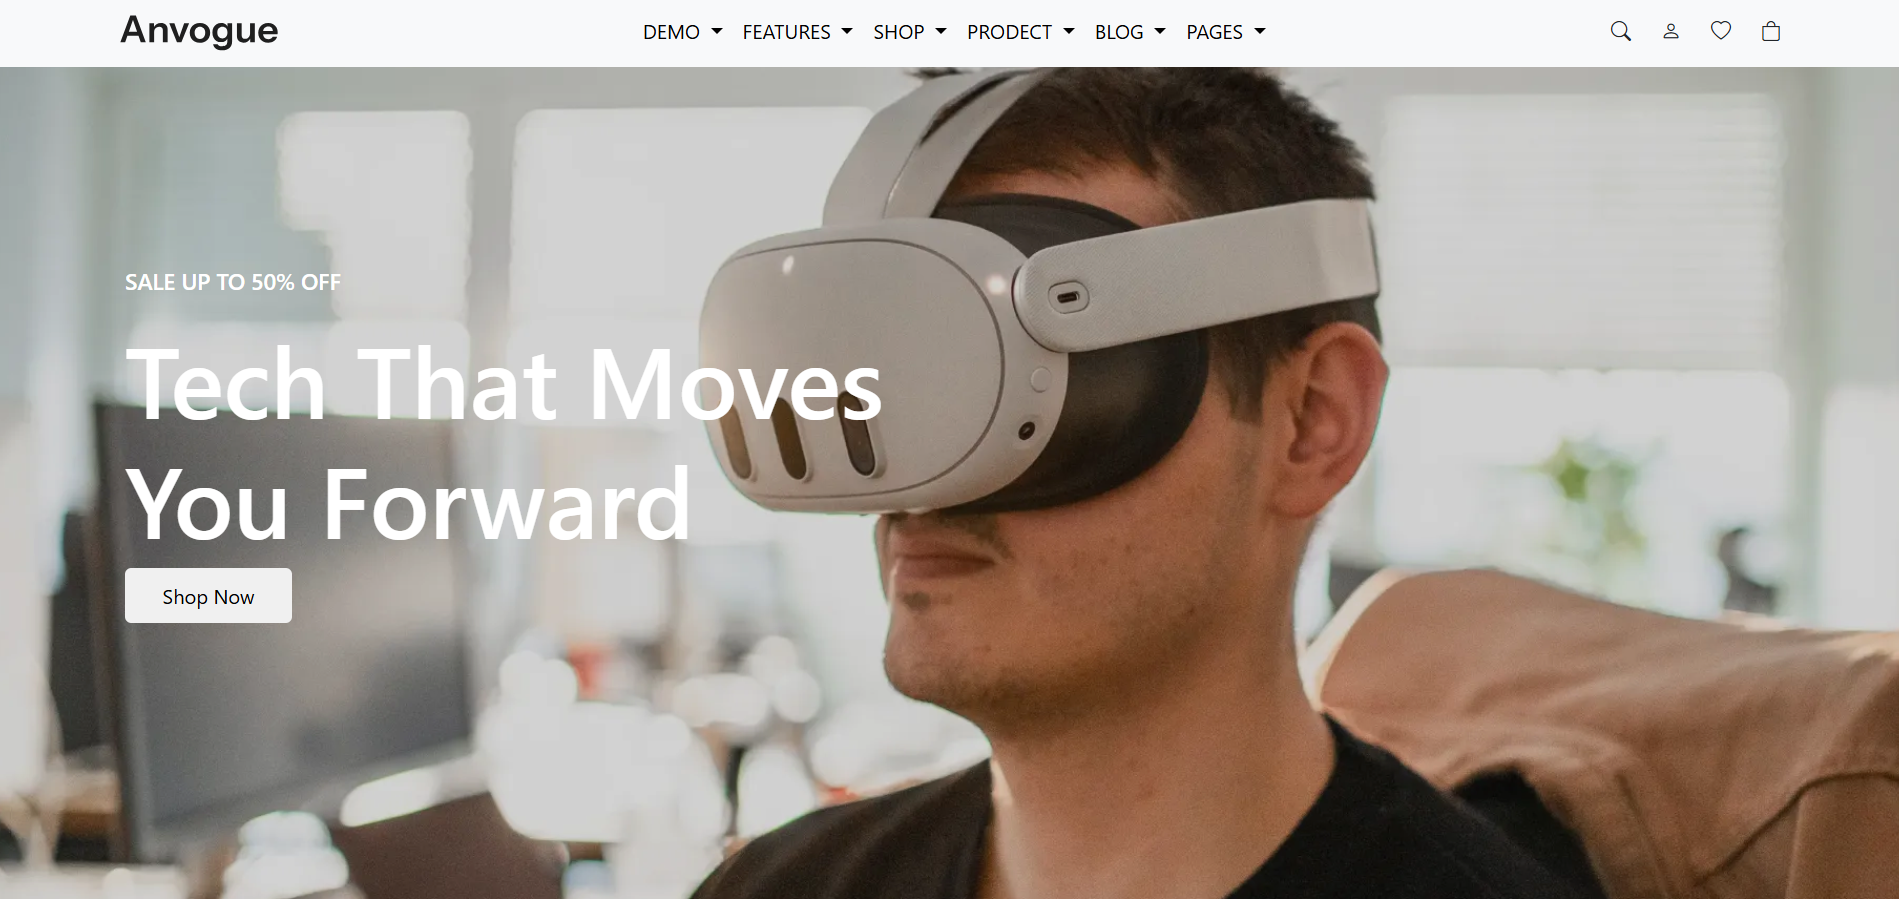 Anvogue
DEMO FEATURES SHOP PRODECT BLOG PAGES
SALE UP TO 50% OFF
Tech That Moves
You Forward
Shop Now